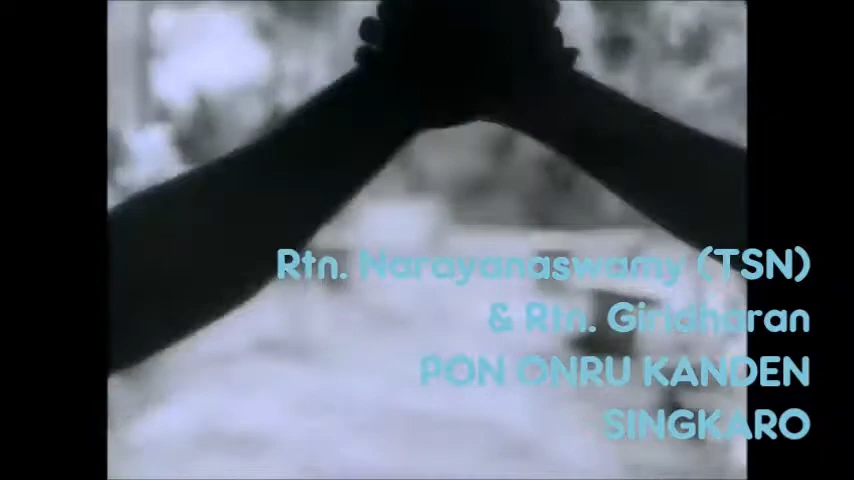 Rtn. Narayanaswamy (TSN)
& Rtn. Giridharan
PON ONRU KANDEN
SINGKARO